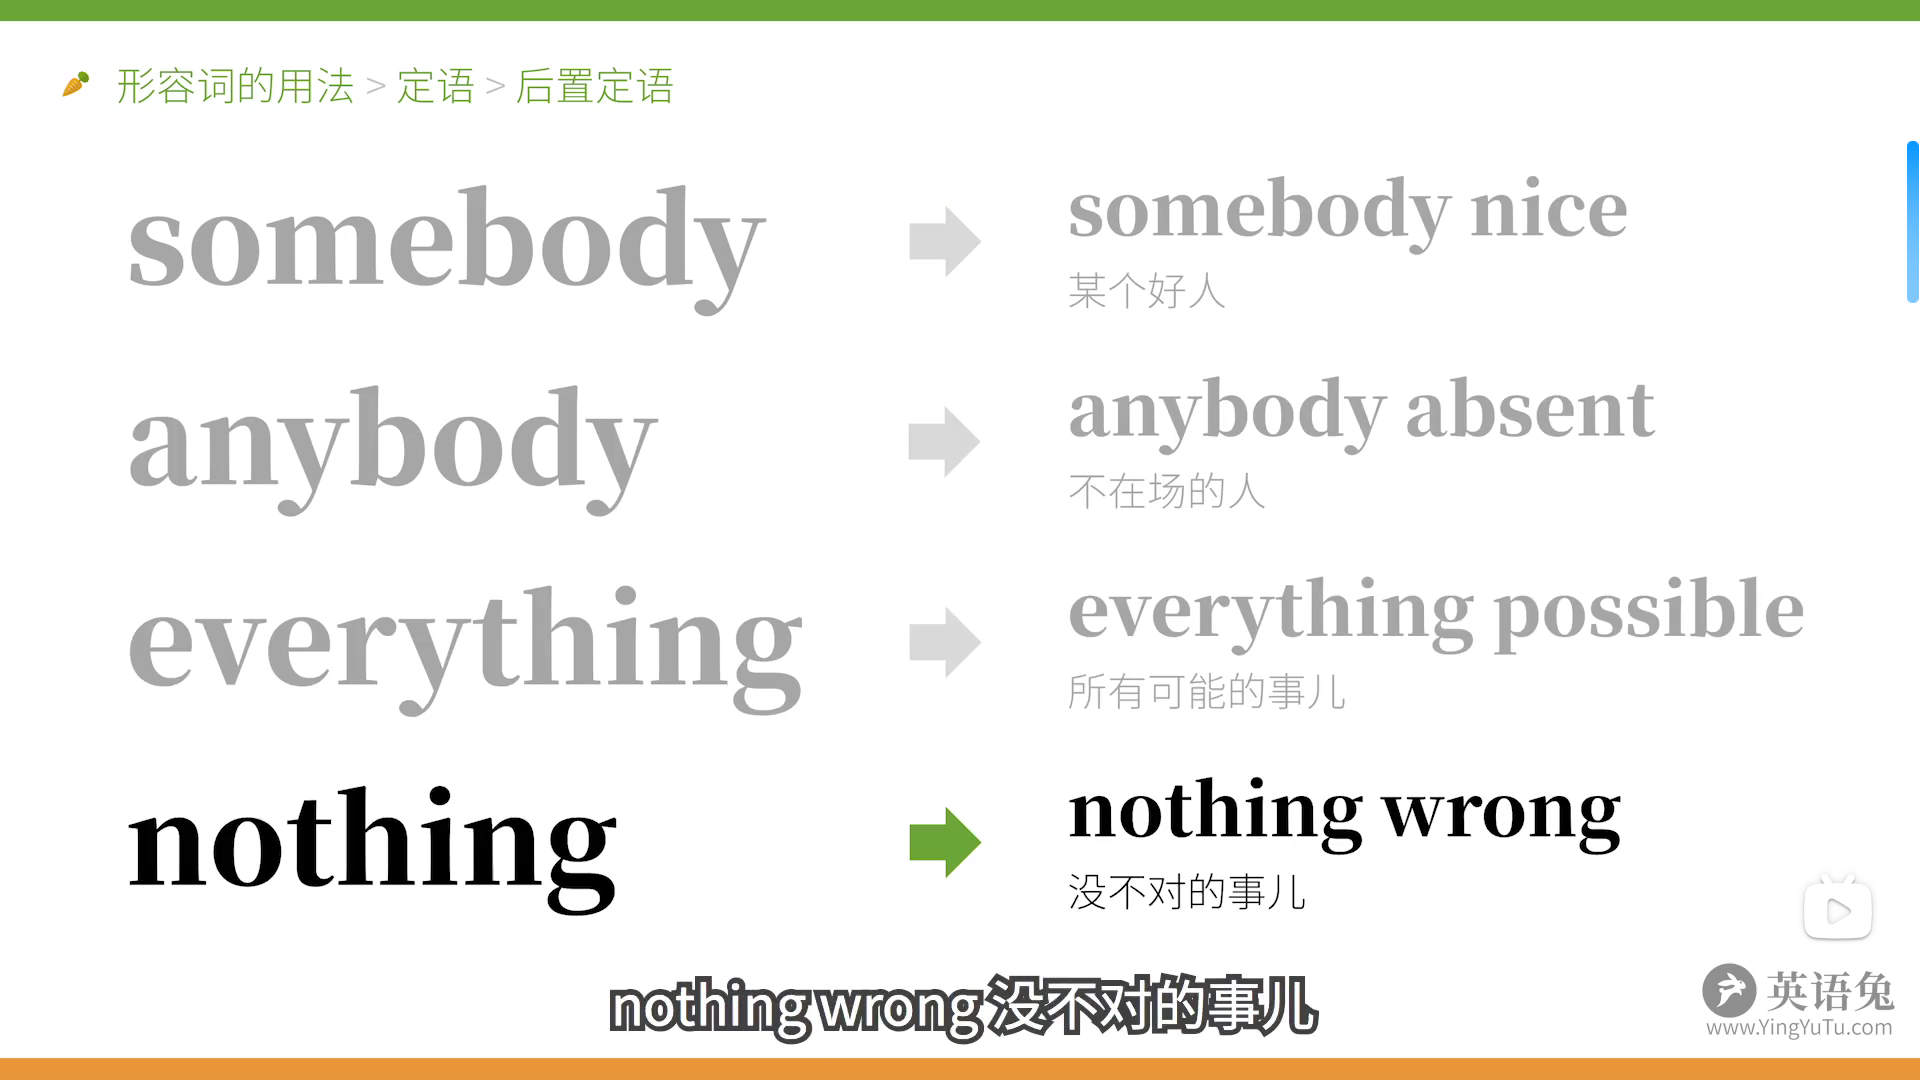 形容词的用法 > 定语 > 后置定语
somebody
somebody nice
某个好人
anybody
anybody absent
不在场的人
everything
everything possible
所有可能的事儿
nothing
nothing wrong
没不对的事儿
nothing wrong 没不对的事儿
英语兔
www.YingYuTu.com